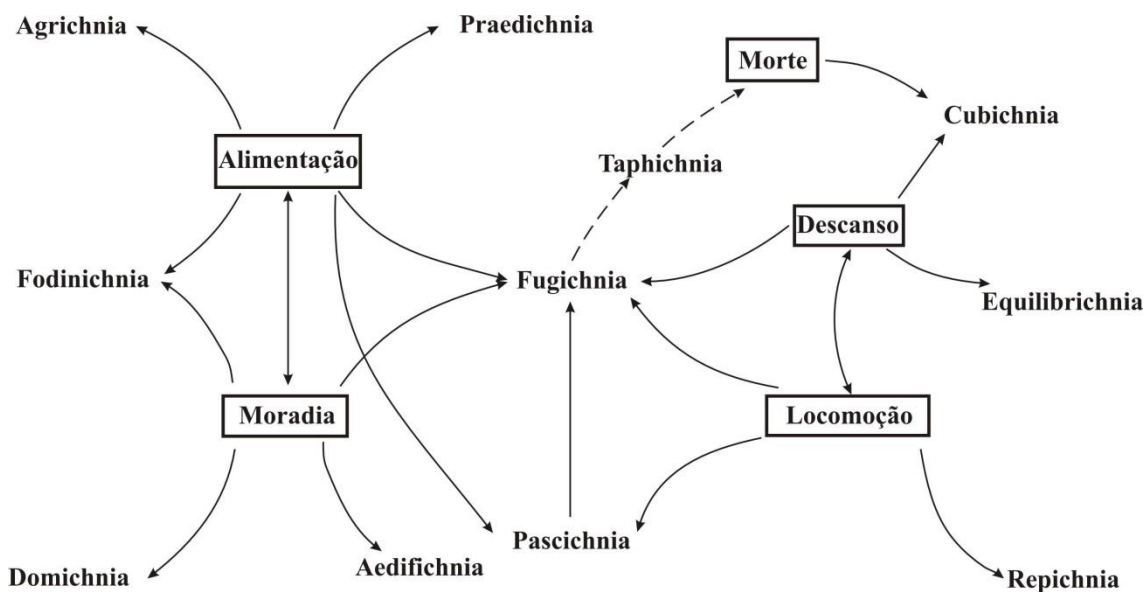 Agrichnia
Praedichnia
Morte
Cubichnia
Alimentação
Taphichnia
Descanso
Fodinichnia
Fugichnia
Equilibrichnia
Moradia
Locomoção
Pascichnia
Aedifichnia
Domichnia
Repichnia